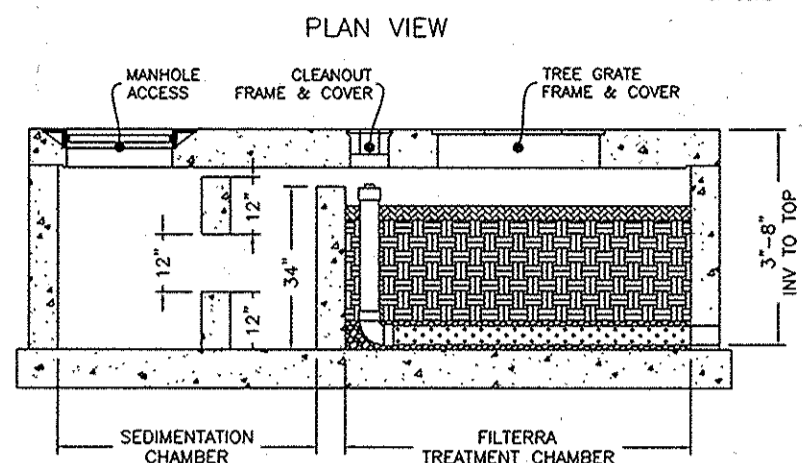 PLAN VIEW
MANHOLE
ACCESS
CLEANOUT
FRAME & COVER
TREE GRATE
FRAME & COVER
12"
12"
12"
34"
3"-8"
INV TO TOP
SEDIMENTATION
CHAMBER
FILTERRA
TREATMENT CHAMBER